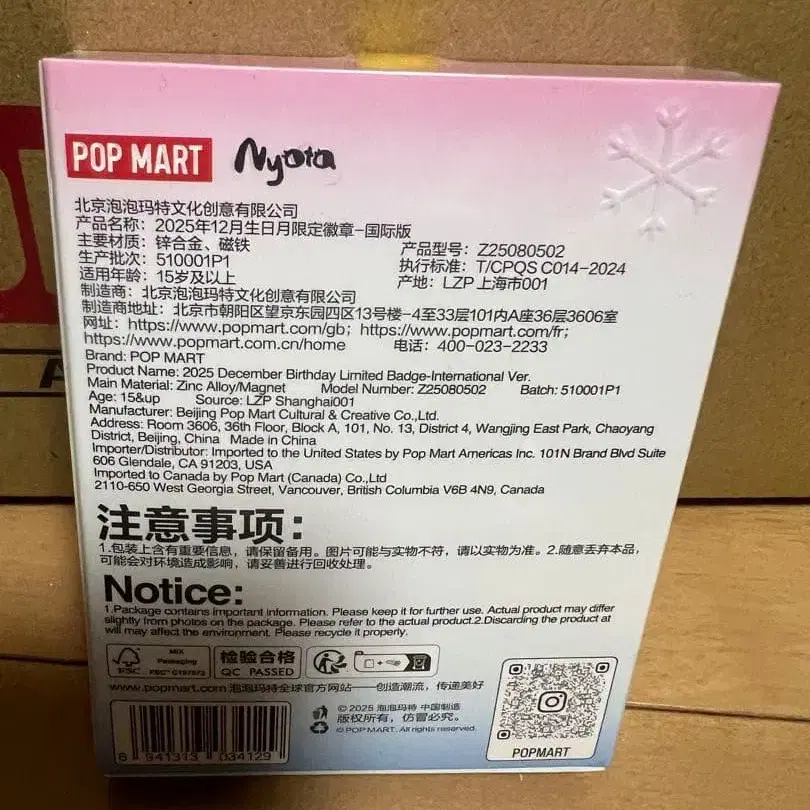 POP MART Nyota
北京泡泡玛特文化创意有限公司
产品名称：2025年12月生日月限定徽章-国际版
主要材质：锌合金、磁铁 产品型号：Z25080502
生产批次：510001P1 执行标准：T/CPQS C014-2024
适用年龄：15岁及以上 产地：LZP 上海市001
制造商：北京泡泡玛特文化创意有限公司
制造商地址：北京市朝阳区望京东园四区13号楼-4至33层101内A座36层3606室
网址：https://www.popmart.com/gb；https://www.popmart.com/fr；
https://www.popmart.com.cn/home 电话：400-023-2233
Brand: POP MART
Product Name: 2025 December Birthday Limited Badge-International Ver.
Main Material: Zinc Alloy/Magnet Model Number: Z25080502 Batch: 510001P1
Age: 15&up Source: LZP Shanghai001
Manufacturer: Beijing Pop Mart Cultural & Creative Co.,Ltd.
Address: Room 3606, 36th Floor, Block A, 101, No. 13, District 4, Wangjing East Park, Chaoyang
District, Beijing, China Made in China
Importer/Distributor: Imported to the United States by Pop Mart Americas Inc. 101N Brand Blvd Suite
606 Glendale, CA 91203, USA
Imported to Canada by Pop Mart (Canada) Co.,Ltd
2110-650 West Georgia Street, Vancouver, British Columbia V6B 4N9, Canada
注意事项：
1.包装上含有重要信息，请保留备用。图片可能与实物不符，请以实物为准。2.随意丢弃本品，
可能会对环境造成影响，请妥善进行回收处理。
Notice:
1.Package contains important information. Please keep it for further use. Actual product may differ
slightly from photos on the package. Please refer to the actual product.2.Discarding the product at
will may affect the environment. Please recycle it properly.
FSC MIX Packaging FSC® C197873
检验合格 QC PASSED
www.popmart.com 泡泡玛特全球官方网站——创造潮流，传递美好
6 941313 034129
© 2025 泡泡玛特 中国制造
版权所有，仿冒必究。
© POP MART. All rights reserved.
POPMART